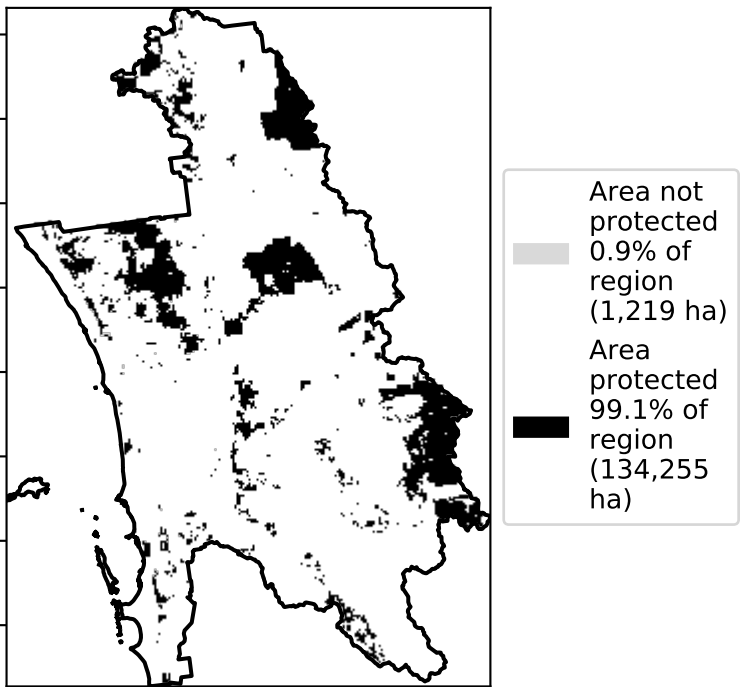 Area not
protected
0.9% of
region
(1,219 ha)
Area
protected
99.1% of
region
(134,255
ha)